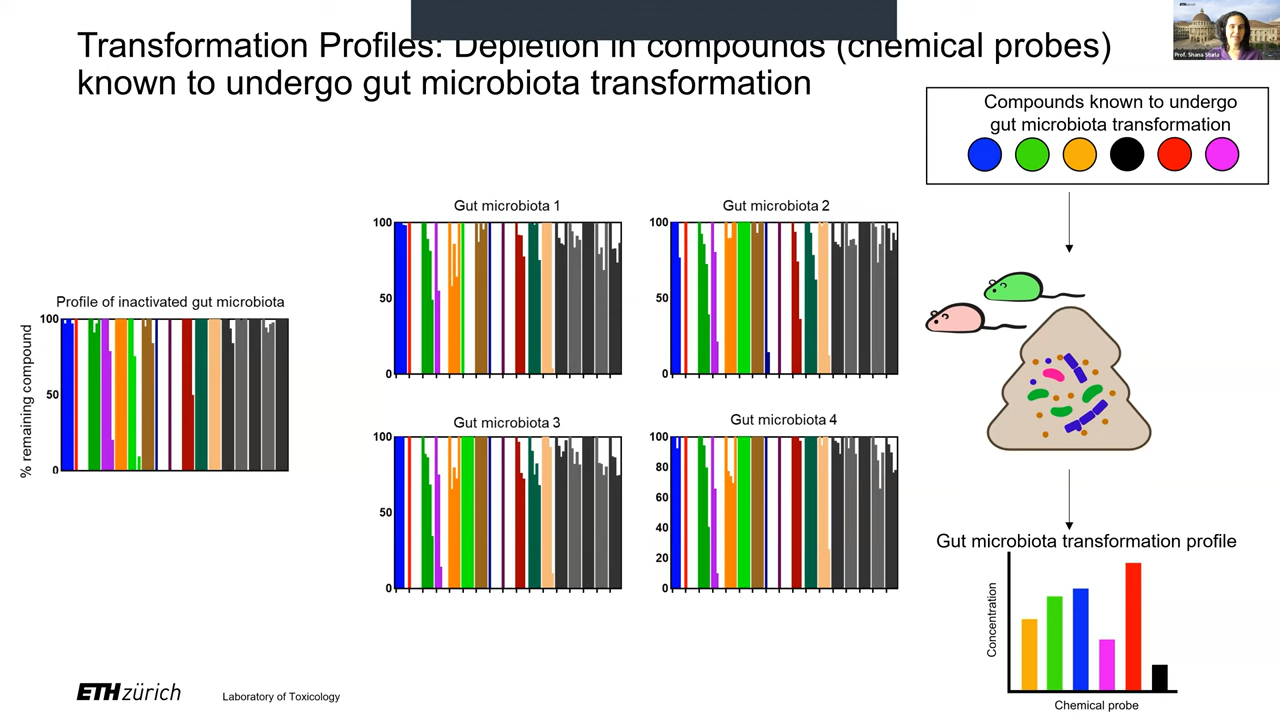 Transformation Profiles: Depletion in compounds (chemical probes)
known to undergo gut microbiota transformation
ETHzürich
Prof. Shana Sturla
Compounds known to undergo
gut microbiota transformation
Gut microbiota 1
100
50
0
Gut microbiota 2
100
50
0
Profile of inactivated gut microbiota
% remaining compound
100
50
0
Gut microbiota 3
100
50
0
Gut microbiota 4
100
80
60
40
20
0
Gut microbiota transformation profile
Concentration
Chemical probe
ETHzürich
Laboratory of Toxicology